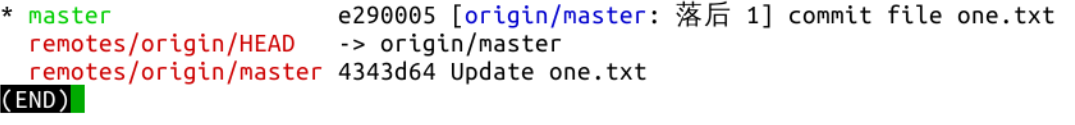 * master                e290005 [origin/master: 落后 1] commit file one.txt
  remotes/origin/HEAD   -> origin/master
  remotes/origin/master 4343d64 Update one.txt
(END)